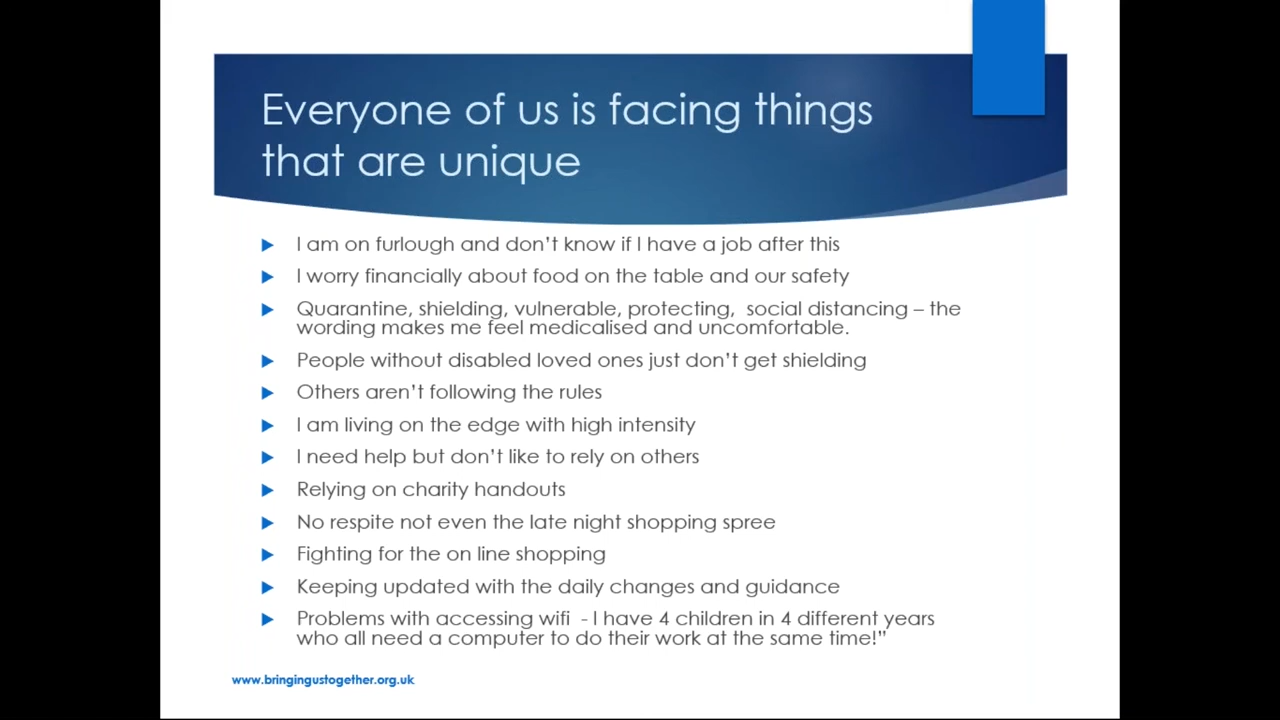 Everyone of us is facing things
that are unique
I am on furlough and don't know if I have a job after this
I worry financially about food on the table and our safety
Quarantine, shielding, vulnerable, protecting,  social distancing – the
wording makes me feel medicalised and uncomfortable.
People without disabled loved ones just don't get shielding
Others aren't following the rules
I am living on the edge with high intensity
I need help but don't like to rely on others
Relying on charity handouts
No respite not even the late night shopping spree
Fighting for the on line shopping
Keeping updated with the daily changes and guidance
Problems with accessing wifi  - I have 4 children in 4 different years
who all need a computer to do their work at the same time!”
www.bringingustogether.org.uk